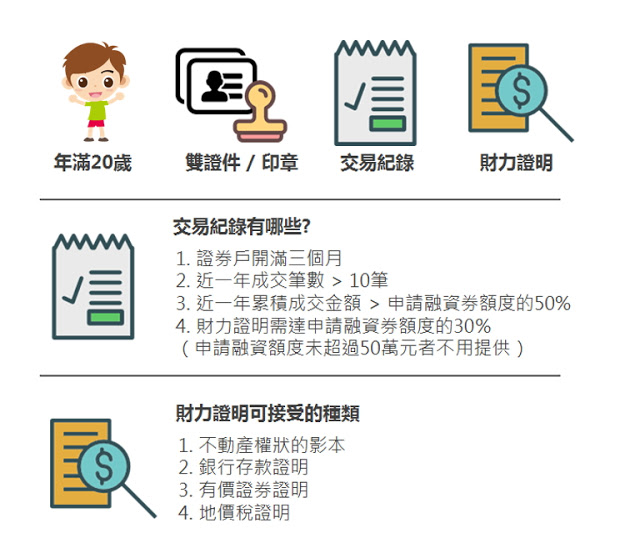 年滿20歲
雙證件 / 印章
交易紀錄
財力證明
交易紀錄有哪些?
1. 證券戶開滿三個月
2. 近一年成交筆數 > 10筆
3. 近一年累積成交金額 > 申請融資券額度的50%
4. 財力證明需達申請融資券額度的30%
( 申請融資額度未超過50萬元者不用提供 )
財力證明可接受的種類
1. 不動產權狀的影本
2. 銀行存款證明
3. 有價證券證明
4. 地價稅證明